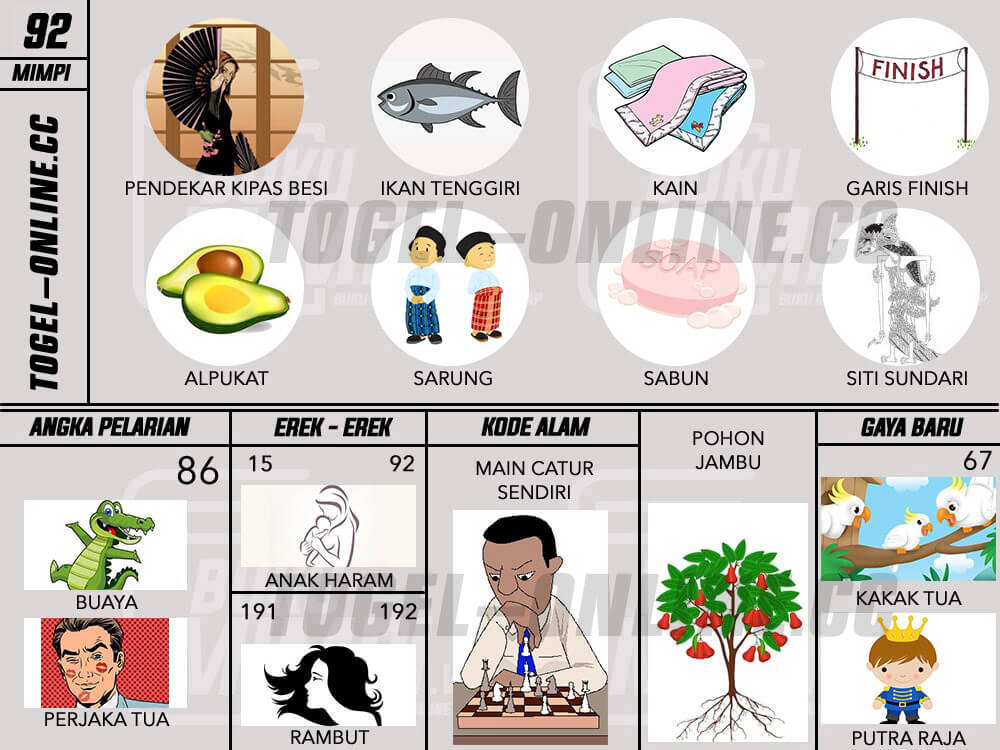 92
MIMPI
TOGEL-ONLINE.CC
PENDEKAR KIPAS BESI
IKAN TENGGIRI
KAIN
FINISH
GARIS FINISH
TOGEL-ONLINE.CC
ALPUKAT
SARUNG
SOAP
SABUN
SITI SUNDARI
ANGKA PELARIAN
86
BUAYA
PERJAKA TUA
EREK - EREK
15 92
ANAK HARAM
191 192
RAMBUT
KODE ALAM
MAIN CATUR
SENDIRI
POHON
JAMBU
GAYA BARU
67
KAKAK TUA
PUTRA RAJA
TOGEL-ONLINE.CC